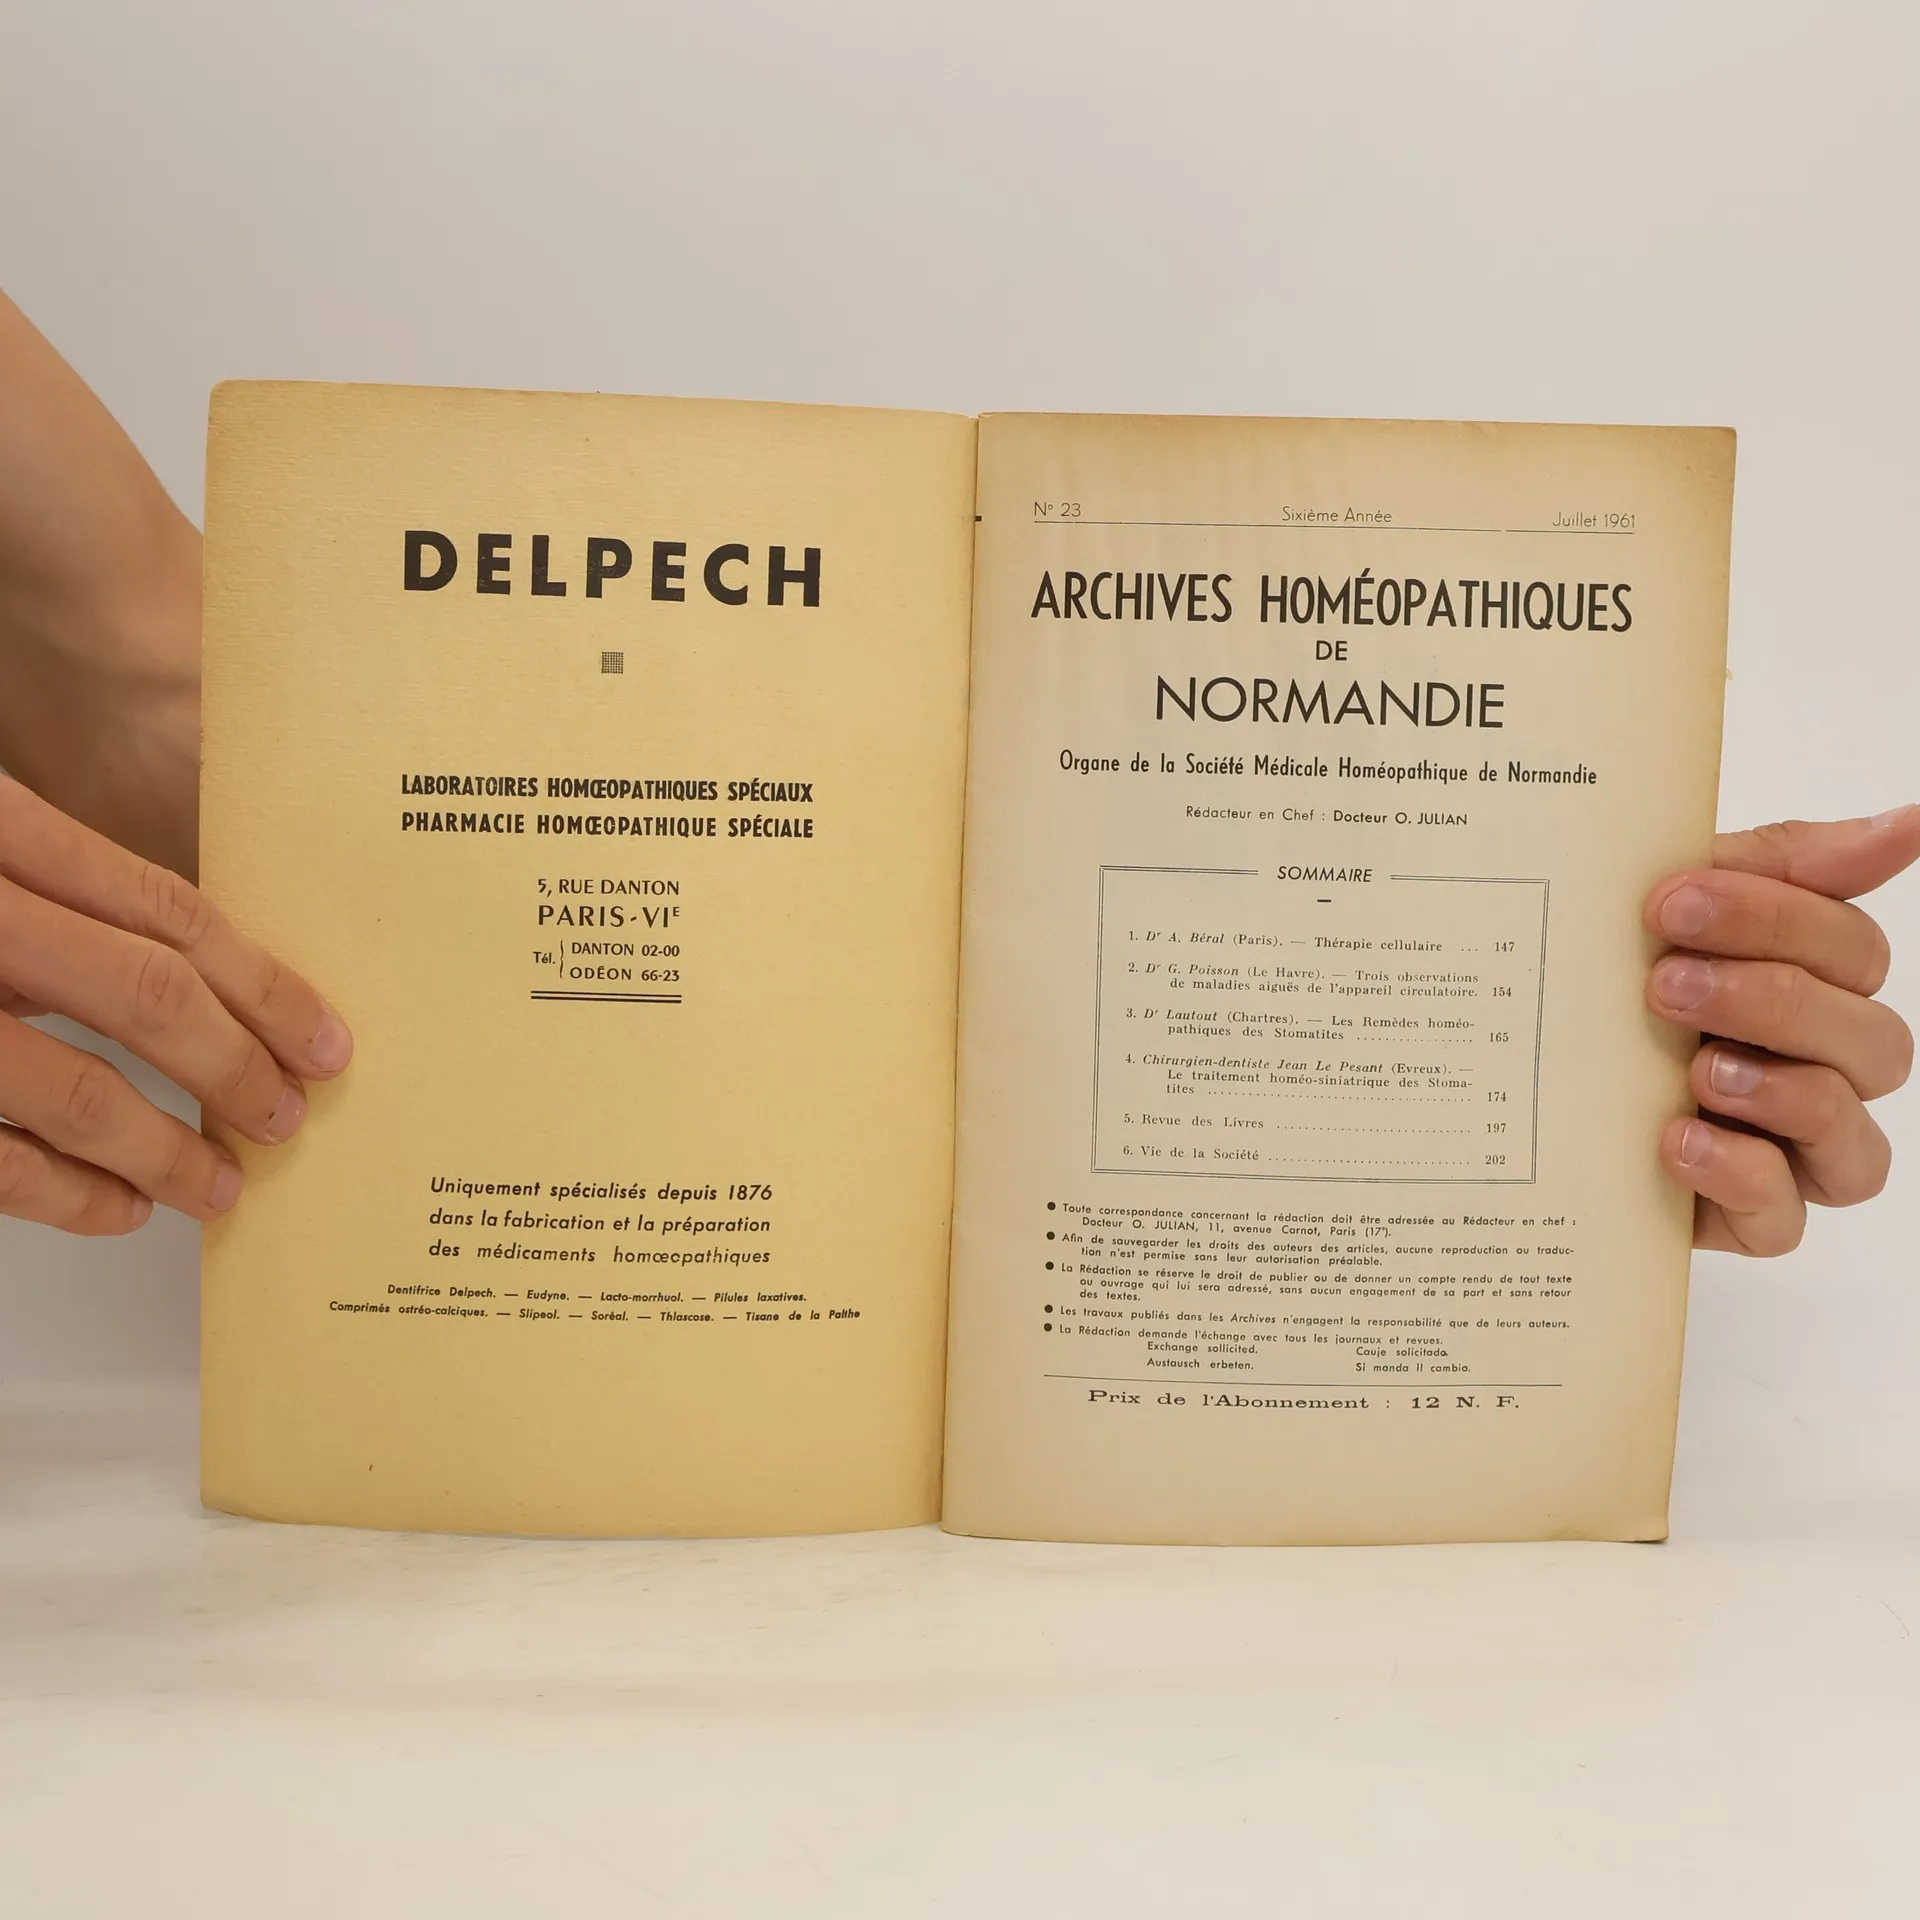 DELPECH
LABORATOIRES HOMŒOPATHIQUES SPÉCIAUX
PHARMACIE HOMŒOPATHIQUE SPÉCIALE
5, RUE DANTON
PARIS-VIE
Tél. { DANTON 02-00
ODÉON 66-23
Uniquement spécialisés depuis 1876
dans la fabrication et la préparation
des médicaments homœopathiques
Dentifrice Delpech. — Eudyne. — Lacto-morrhuol. — Pilules laxatives.
Comprimés ostréo-calciques. — Slipeol. — Soréal. — Thlascose. — Tisane de la Palthe
N° 23 Sixième Année Juillet 1961
ARCHIVES HOMÉOPATHIQUES
DE
NORMANDIE
Organe de la Société Médicale Homéopathique de Normandie
Rédacteur en Chef : Docteur O. JULIAN
SOMMAIRE
1. Dr A. Béral (Paris). — Thérapie cellulaire ... 147
2. Dr G. Poisson (Le Havre). — Trois observations
de maladies aiguës de l'appareil circulatoire. 154
3. Dr Lautout (Chartres). — Les Remèdes homéo-
pathiques des Stomatites ................ 165
4. Chirurgien-dentiste Jean Le Pesant (Evreux). —
Le traitement homéo-siniatrique des Stoma-
tites .................................... 174
5. Revue des Livres .......................... 197
6. Vie de la Société ........................... 202
● Toute correspondance concernant la rédaction doit être adressée au Rédacteur en chef :
Docteur O. JULIAN, 11, avenue Carnot, Paris (17e).
● Afin de sauvegarder les droits des auteurs des articles, aucune reproduction ou traduc-
tion n'est permise sans leur autorisation préalable.
● La Rédaction se réserve le droit de publier ou de donner un compte rendu de tout texte
ou ouvrage qui lui sera adressé, sans aucun engagement de sa part et sans retour
des textes.
● Les travaux publiés dans les Archives n'engagent la responsabilité que de leurs auteurs.
● La Rédaction demande l'échange avec tous les journaux et revues.
Exchange sollicited. Cauje solicitado.
Austausch erbeten. Si manda Il cambio.
Prix de l'Abonnement : 12 N. F.